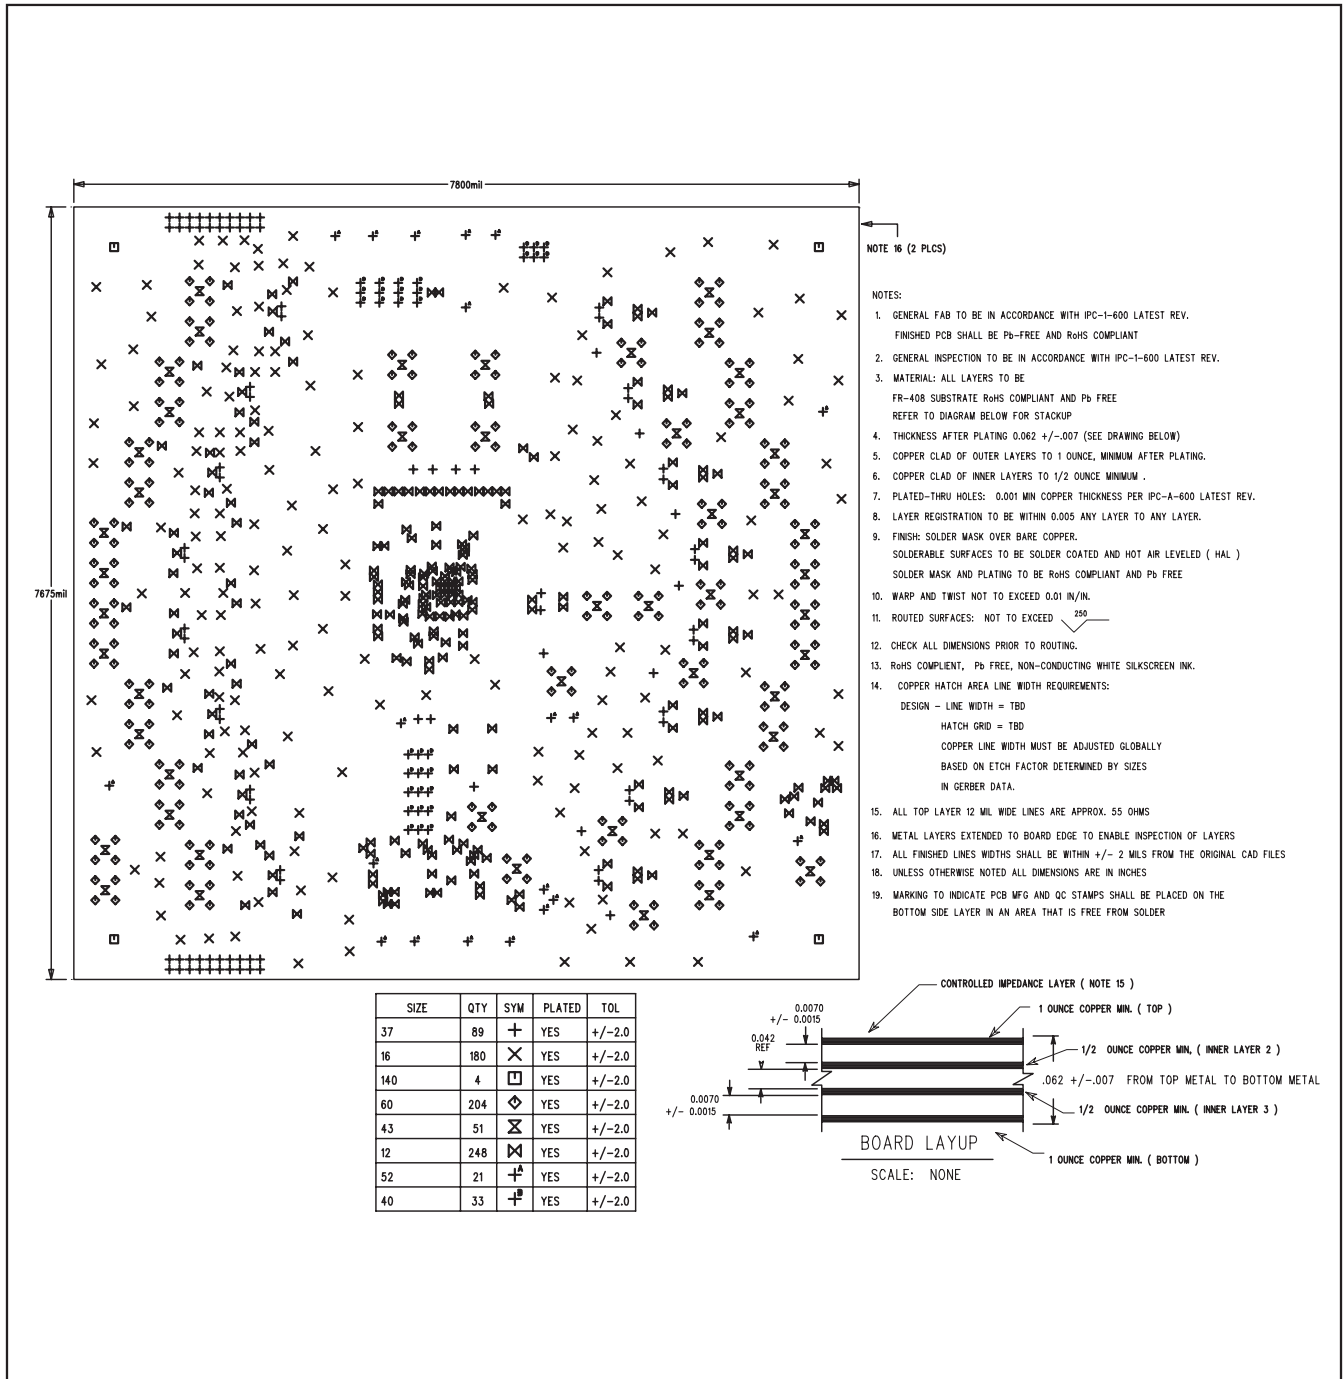 7800mil
7675mil
NOTE 16 (2 PLCS)
NOTES:
1. GENERAL FAB TO BE IN ACCORDANCE WITH IPC-1-600 LATEST REV.
FINISHED PCB SHALL BE Pb-FREE AND RoHS COMPLIANT
2. GENERAL INSPECTION TO BE IN ACCORDANCE WITH IPC-1-600 LATEST REV.
3. MATERIAL: ALL LAYERS TO BE
FR-408 SUBSTRATE RoHS COMPLIANT AND Pb FREE
REFER TO DIAGRAM BELOW FOR STACKUP
4. THICKNESS AFTER PLATING 0.062 +/-.007 (SEE DRAWING BELOW)
5. COPPER CLAD OF OUTER LAYERS TO 1 OUNCE, MINIMUM AFTER PLATING.
6. COPPER CLAD OF INNER LAYERS TO 1/2 OUNCE MINIMUM .
7. PLATED-THRU HOLES: 0.001 MIN COPPER THICKNESS PER IPC-A-600 LATEST REV.
8. LAYER REGISTRATION TO BE WITHIN 0.005 ANY LAYER TO ANY LAYER.
9. FINISH: SOLDER MASK OVER BARE COPPER.
SOLDERABLE SURFACES TO BE SOLDER COATED AND HOT AIR LEVELED ( HAL )
SOLDER MASK AND PLATING TO BE RoHS COMPLIANT AND Pb FREE
10. WARP AND TWIST NOT TO EXCEED 0.01 IN/IN.
11. ROUTED SURFACES: NOT TO EXCEED 250
12. CHECK ALL DIMENSIONS PRIOR TO ROUTING.
13. RoHS COMPLIENT, Pb FREE, NON-CONDUCTING WHITE SILKSCREEN INK.
14. COPPER HATCH AREA LINE WIDTH REQUIREMENTS:
DESIGN - LINE WIDTH = TBD
HATCH GRID = TBD
COPPER LINE WIDTH MUST BE ADJUSTED GLOBALLY
BASED ON ETCH FACTOR DETERMINED BY SIZES
IN GERBER DATA.
15. ALL TOP LAYER 12 MIL WIDE LINES ARE APPROX. 55 OHMS
16. METAL LAYERS EXTENDED TO BOARD EDGE TO ENABLE INSPECTION OF LAYERS
17. ALL FINISHED LINES WIDTHS SHALL BE WITHIN +/- 2 MILS FROM THE ORIGINAL CAD FILES
18. UNLESS OTHERWISE NOTED ALL DIMENSIONS ARE IN INCHES
19. MARKING TO INDICATE PCB MFG AND QC STAMPS SHALL BE PLACED ON THE
BOTTOM SIDE LAYER IN AN AREA THAT IS FREE FROM SOLDER
SIZE QTY SYM PLATED TOL
37 89 YES +/-2.0
16 180 YES +/-2.0
140 4 YES +/-2.0
60 204 YES +/-2.0
43 51 YES +/-2.0
12 248 YES +/-2.0
52 21 A YES +/-2.0
40 33 B YES +/-2.0
CONTROLLED IMPEDANCE LAYER ( NOTE 15 )
1 OUNCE COPPER MIN. ( TOP )
0.0070
+/- 0.0015
0.042
REF
1/2 OUNCE COPPER MIN, ( INNER LAYER 2 )
.062 +/-.007 FROM TOP METAL TO BOTTOM METAL
0.0070
+/- 0.0015
1/2 OUNCE COPPER MIN. ( INNER LAYER 3 )
1 OUNCE COPPER MIN. ( BOTTOM )
BOARD LAYUP
SCALE: NONE